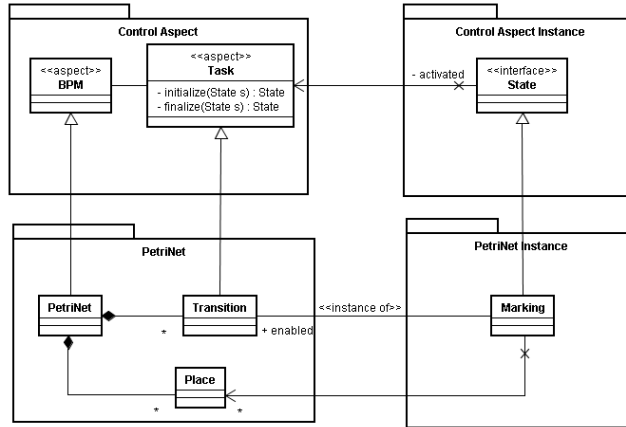 Control Aspect
<<aspect>>
BPM
<<aspect>>
Task
- initialize(State s) : State
- finalize(State s) : State
- activated
Control Aspect Instance
<<interface>>
State
PetriNet
PetriNet
Transition
*
+ enabled
<<instance of>>
Place
*
*
PetriNet Instance
Marking